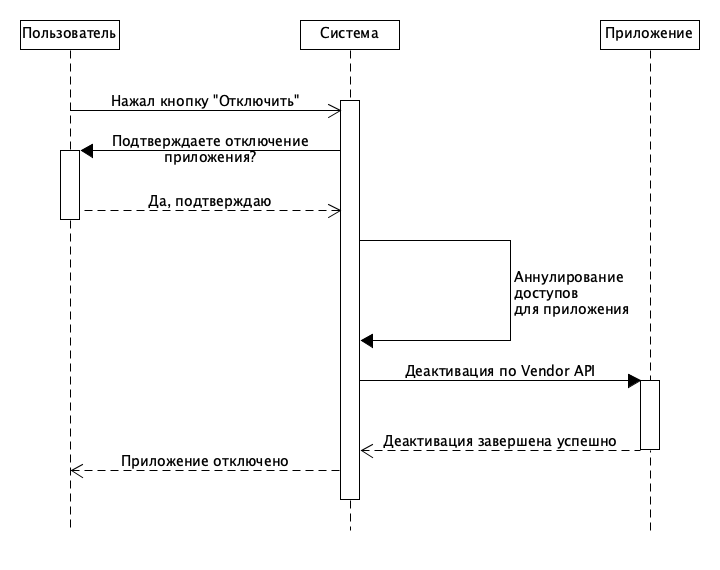 Пользователь
Система
Приложение
Нажал кнопку "Отключить"
Подтверждаете отключение
приложения?
Да, подтверждаю
Аннулирование
доступов
для приложения
Деактивация по Vendor API
Деактивация завершена успешно
Приложение отключено